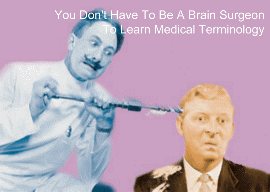 You Don't Have To Be A Brain Surgeon
To Learn Medical Terminology